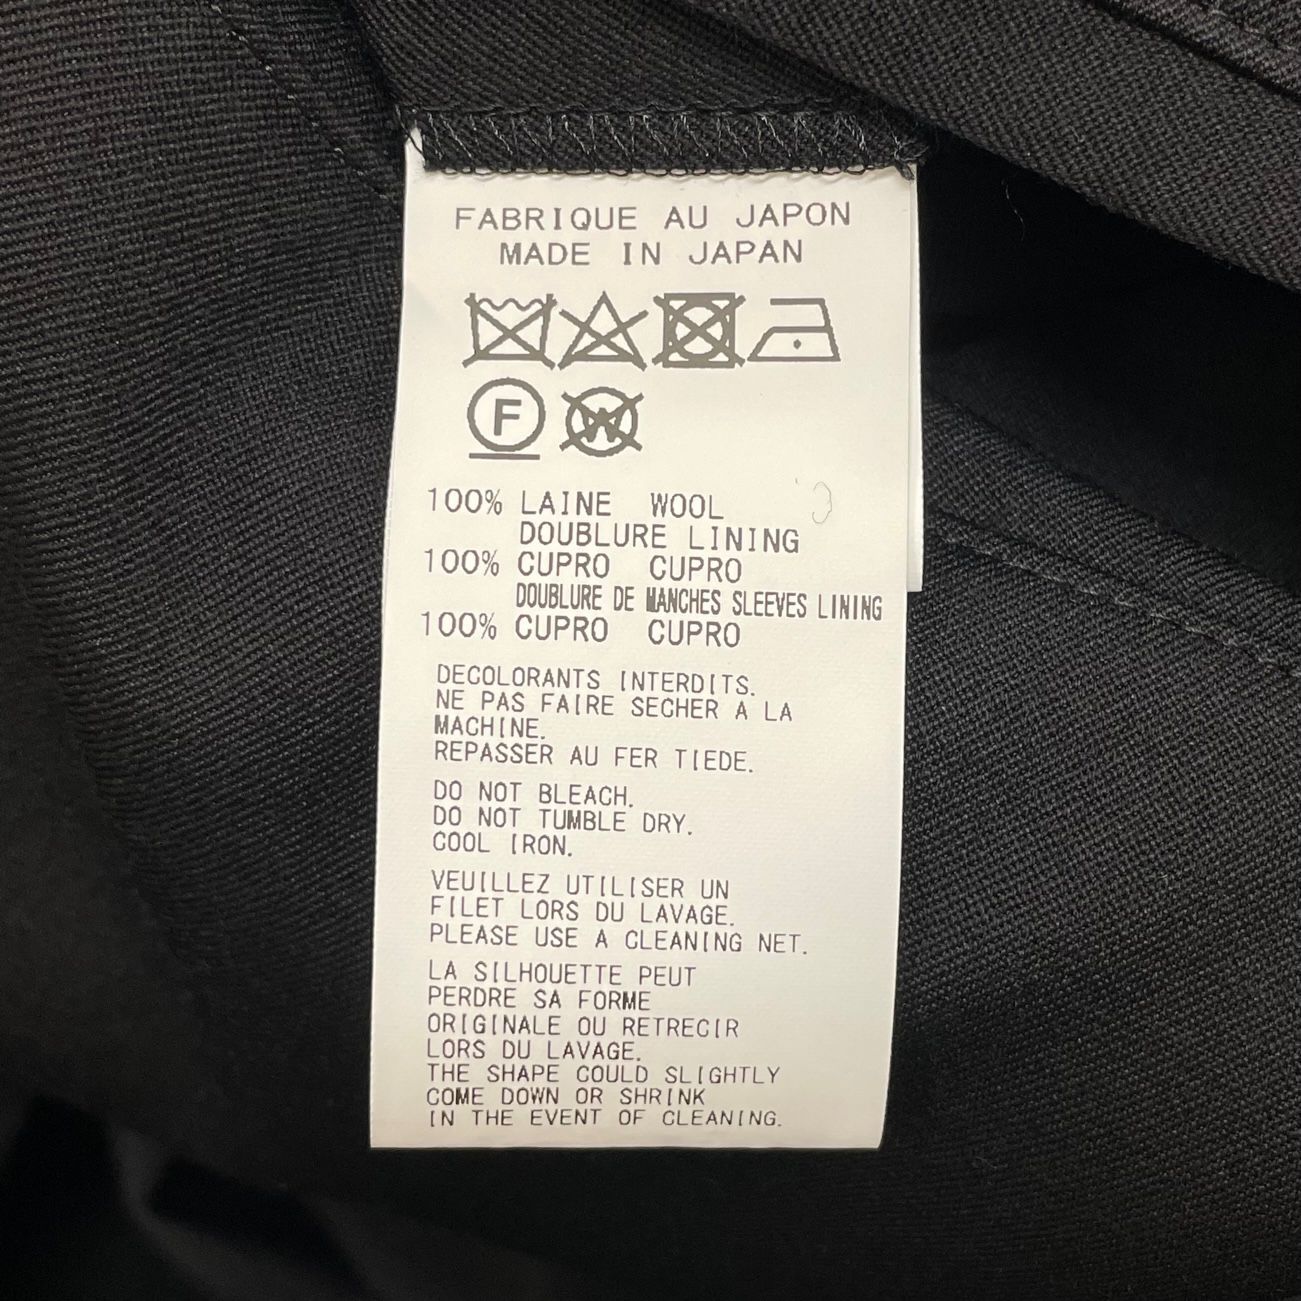 FABRIQUE AU JAPON
MADE IN JAPAN
F W
100% LAINE WOOL
DOUBLURE LINING
100% CUPRO CUPRO
DOUBLURE DE MANCHES SLEEVES LINING
100% CUPRO CUPRO
DECOLORANTS INTERDITS.
NE PAS FAIRE SECHER A LA
MACHINE.
REPASSER AU FER TIEDE.
DO NOT BLEACH.
DO NOT TUMBLE DRY.
COOL IRON.
VEUILLEZ UTILISER UN
FILET LORS DU LAVAGE.
PLEASE USE A CLEANING NET.
LA SILHOUETTE PEUT
PERDRE SA FORME
ORIGINALE OU RETRECIR
LORS DU LAVAGE.
THE SHAPE COULD SLIGHTLY
COME DOWN OR SHRINK
IN THE EVENT OF CLEANING.